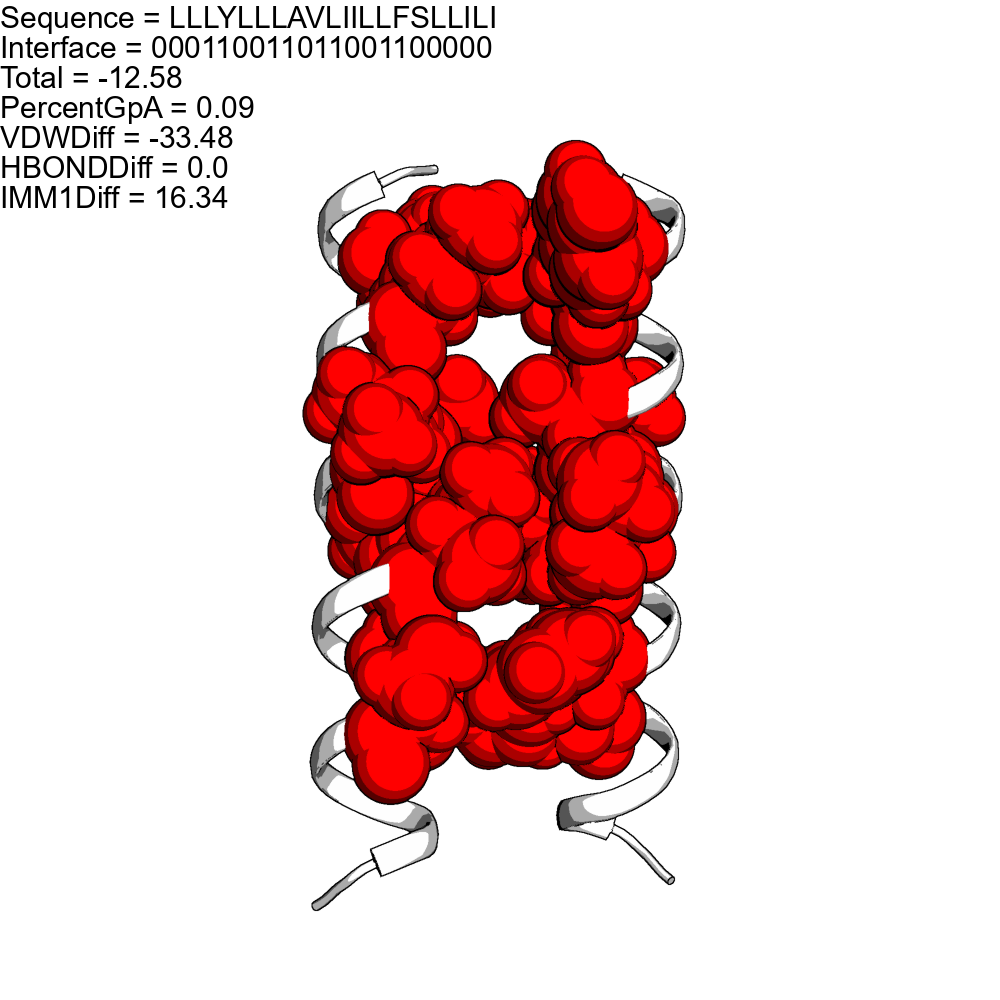 Sequence = LLLYLLLAVLIILLFSLLILI
Interface = 000110011011001100000
Total = -12.58
PercentGpA = 0.09
VDWDiff = -33.48
HBONDDiff = 0.0
IMM1Diff = 16.34